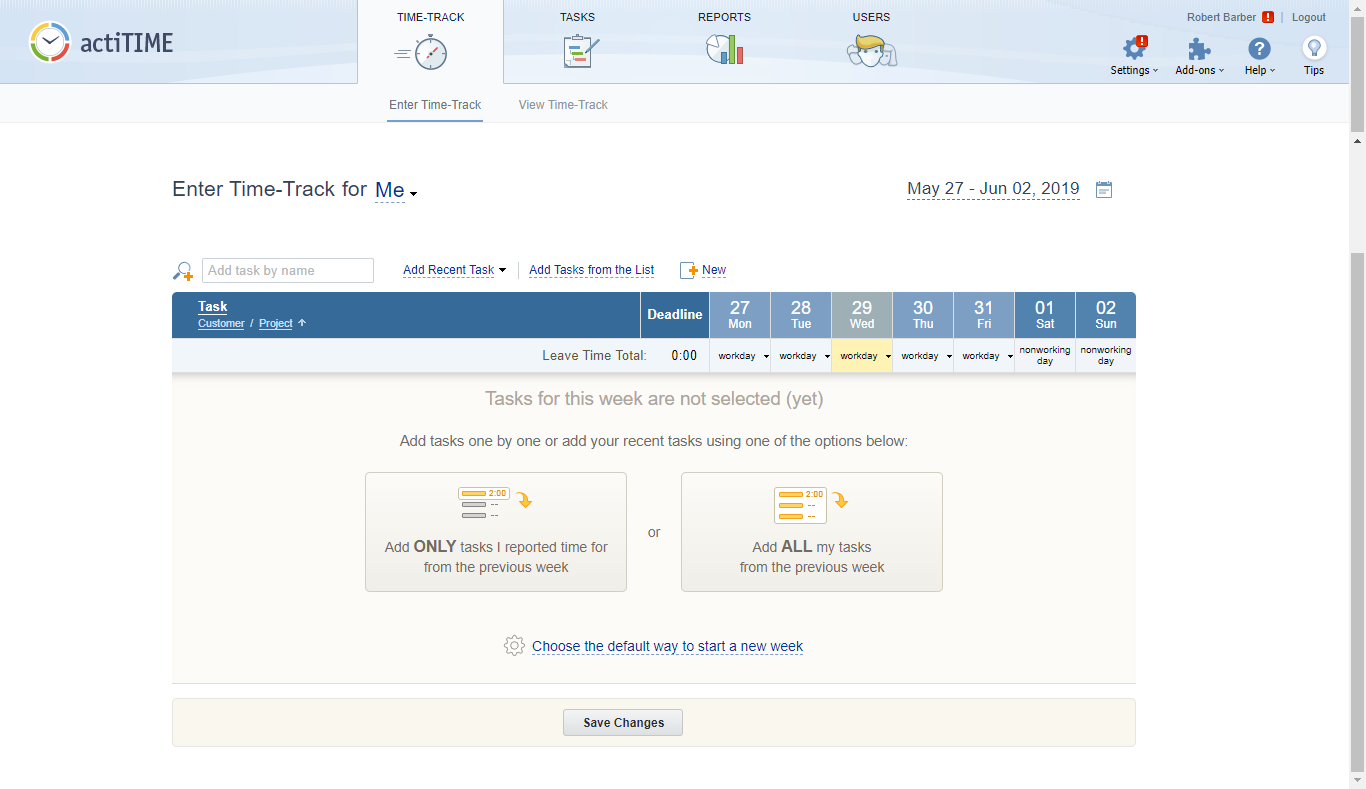 actiTIME
TIME-TRACK
TASKS
REPORTS
USERS
Robert Barber ! | Logout
Settings
Add-ons
Help
Tips
Enter Time-Track
View Time-Track
Enter Time-Track for Me
May 27 - Jun 02, 2019
Add task by name
Add Recent Task
Add Tasks from the List
New
Task
Customer / Project
Deadline
27 Mon
28 Tue
29 Wed
30 Thu
31 Fri
01 Sat
02 Sun
Leave Time Total: 0:00
workday
workday
workday
workday
workday
nonworking
day
nonworking
day
Tasks for this week are not selected (yet)
Add tasks one by one or add your recent tasks using one of the options below:
2:00
--
--
Add ONLY tasks I reported time for
from the previous week
or
2:00
--
--
Add ALL my tasks
from the previous week
Choose the default way to start a new week
Save Changes